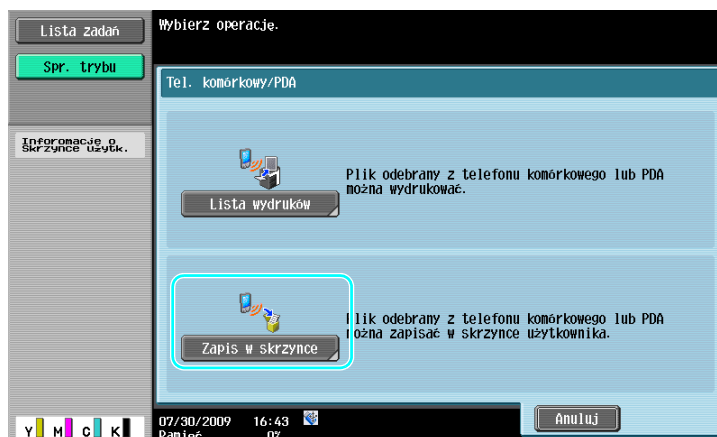 Lista zadań
Wybierz operację.
Spr. trybu
Tel. komórkowy/PDA
Inforomacje o
Skrzynce użytk.
Plik odebrany z telefonu komórkowego lub PDA
można wydrukować.
Lista wydruków
Plik odebrany z telefonu komórkowego lub PDA
można zapisać w skrzynce użytkownika.
Zapis w skrzynce
Anuluj
07/30/2009 16:43
Y M C K
Pamięć 0%